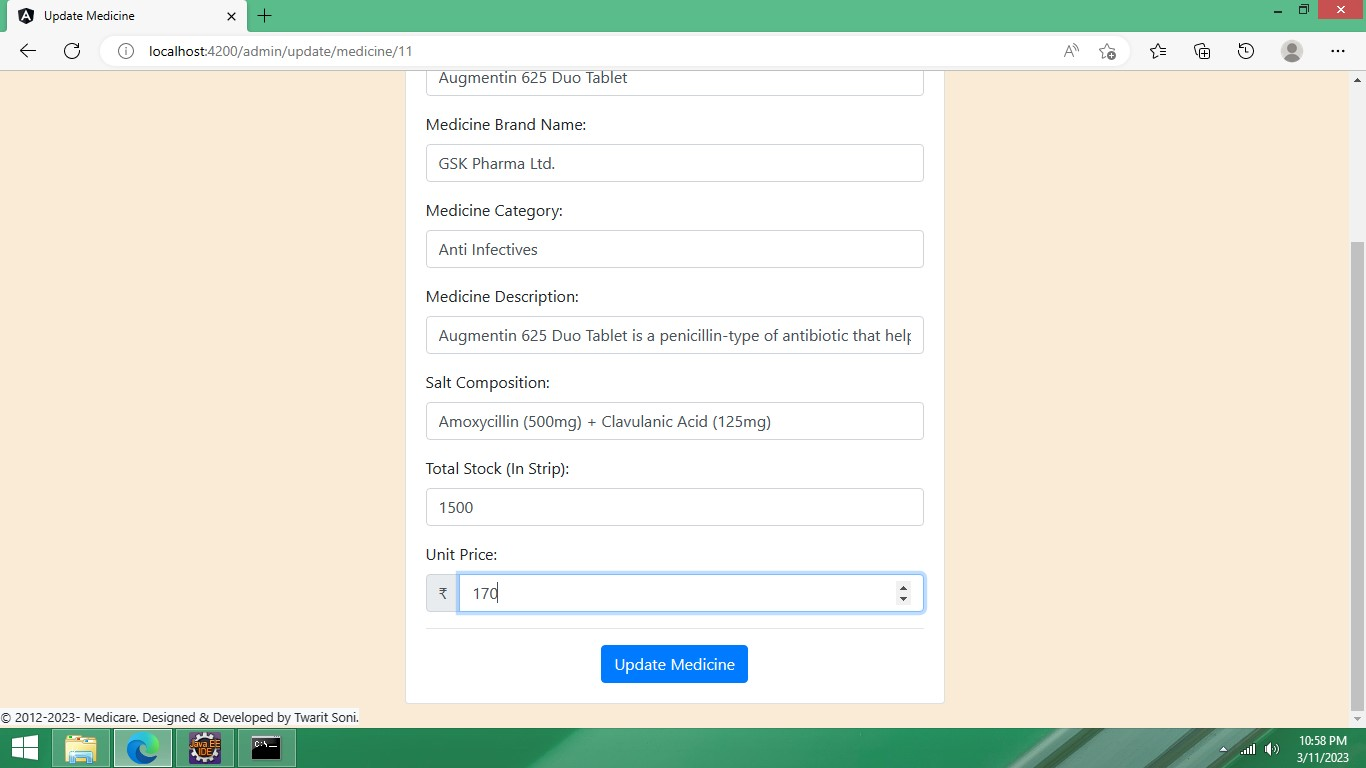 Update Medicine
localhost:4200/admin/update/medicine/11
Augmentin 625 Duo Tablet
Medicine Brand Name:
GSK Pharma Ltd.
Medicine Category:
Anti Infectives
Medicine Description:
Augmentin 625 Duo Tablet is a penicillin-type of antibiotic that help
Salt Composition:
Amoxycillin (500mg) + Clavulanic Acid (125mg)
Total Stock (In Strip):
1500
Unit Price:
₹ 170
Update Medicine
© 2012-2023- Medicare. Designed & Developed by Twarit Soni.
Java EE
IDE
C:\._
10:58 PM
3/11/2023